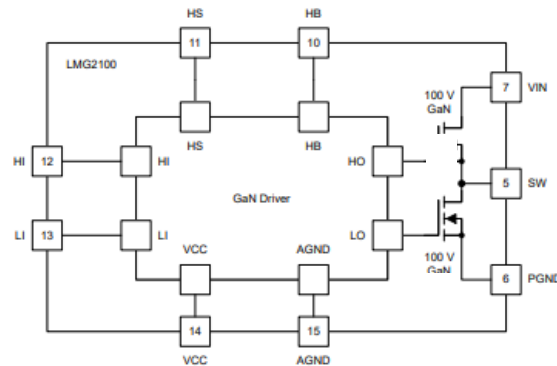 HS
HB
11
10
LMG2100
7
VIN
100 V
GaN
HS
HB
HI
12
HI
HO
GaN Driver
5
SW
LI
13
LI
LO
VCC
AGND
100 V
GaN
6
PGND
14
15
VCC
AGND